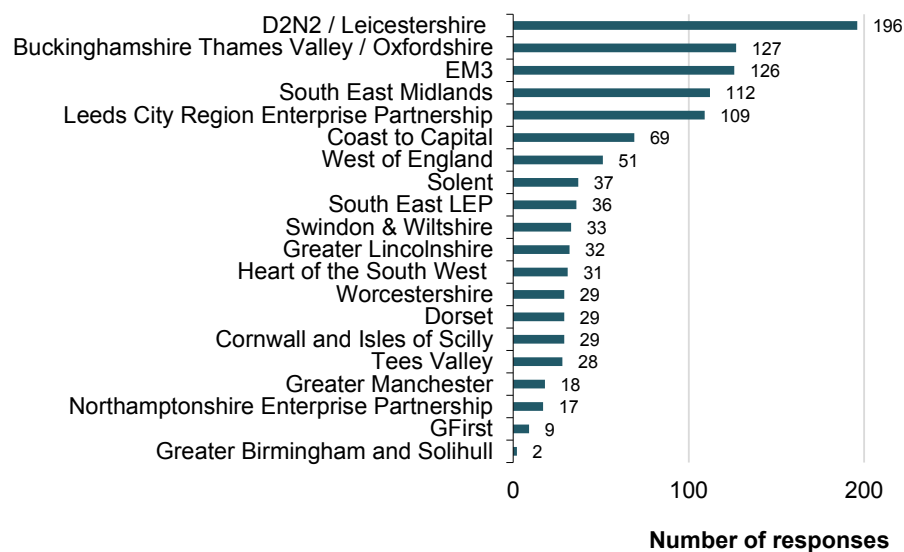 D2N2 / Leicestershire 196
Buckinghamshire Thames Valley / Oxfordshire 127
EM3 126
South East Midlands 112
Leeds City Region Enterprise Partnership 109
Coast to Capital 69
West of England 51
Solent 37
South East LEP 36
Swindon & Wiltshire 33
Greater Lincolnshire 32
Heart of the South West 31
Worcestershire 29
Dorset 29
Cornwall and Isles of Scilly 29
Tees Valley 28
Greater Manchester 18
Northamptonshire Enterprise Partnership 17
GFirst 9
Greater Birmingham and Solihull 2
0 100 200
Number of responses